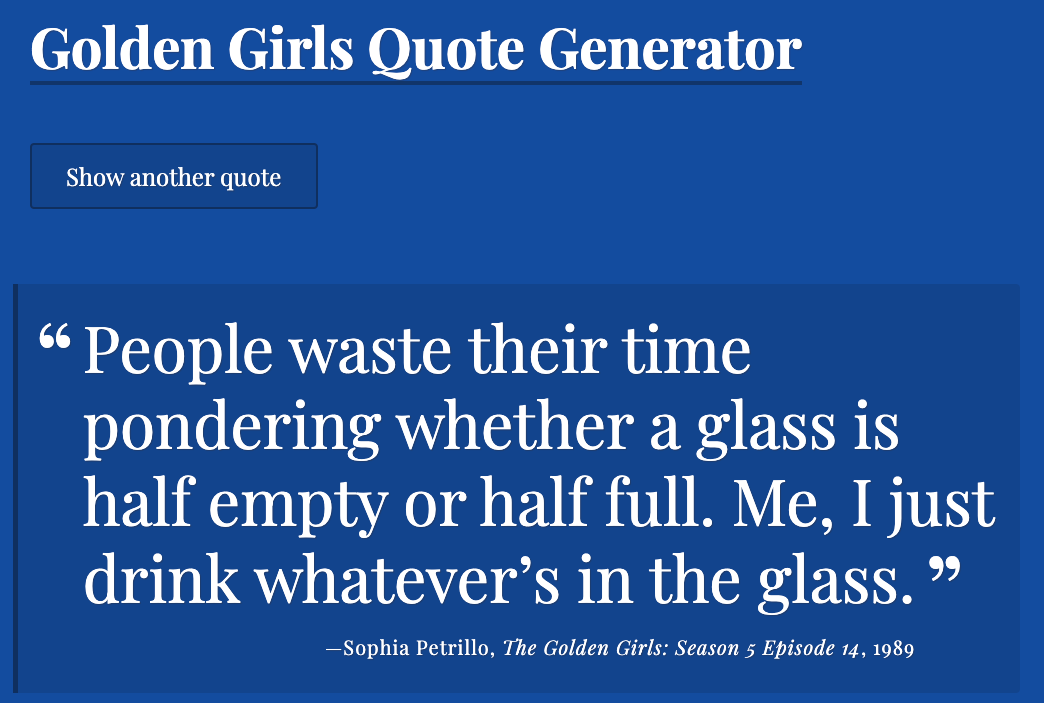 Golden Girls Quote Generator
Show another quote
“People waste their time
pondering whether a glass is
half empty or half full. Me, I just
drink whatever’s in the glass.”
—Sophia Petrillo, The Golden Girls: Season 5 Episode 14, 1989